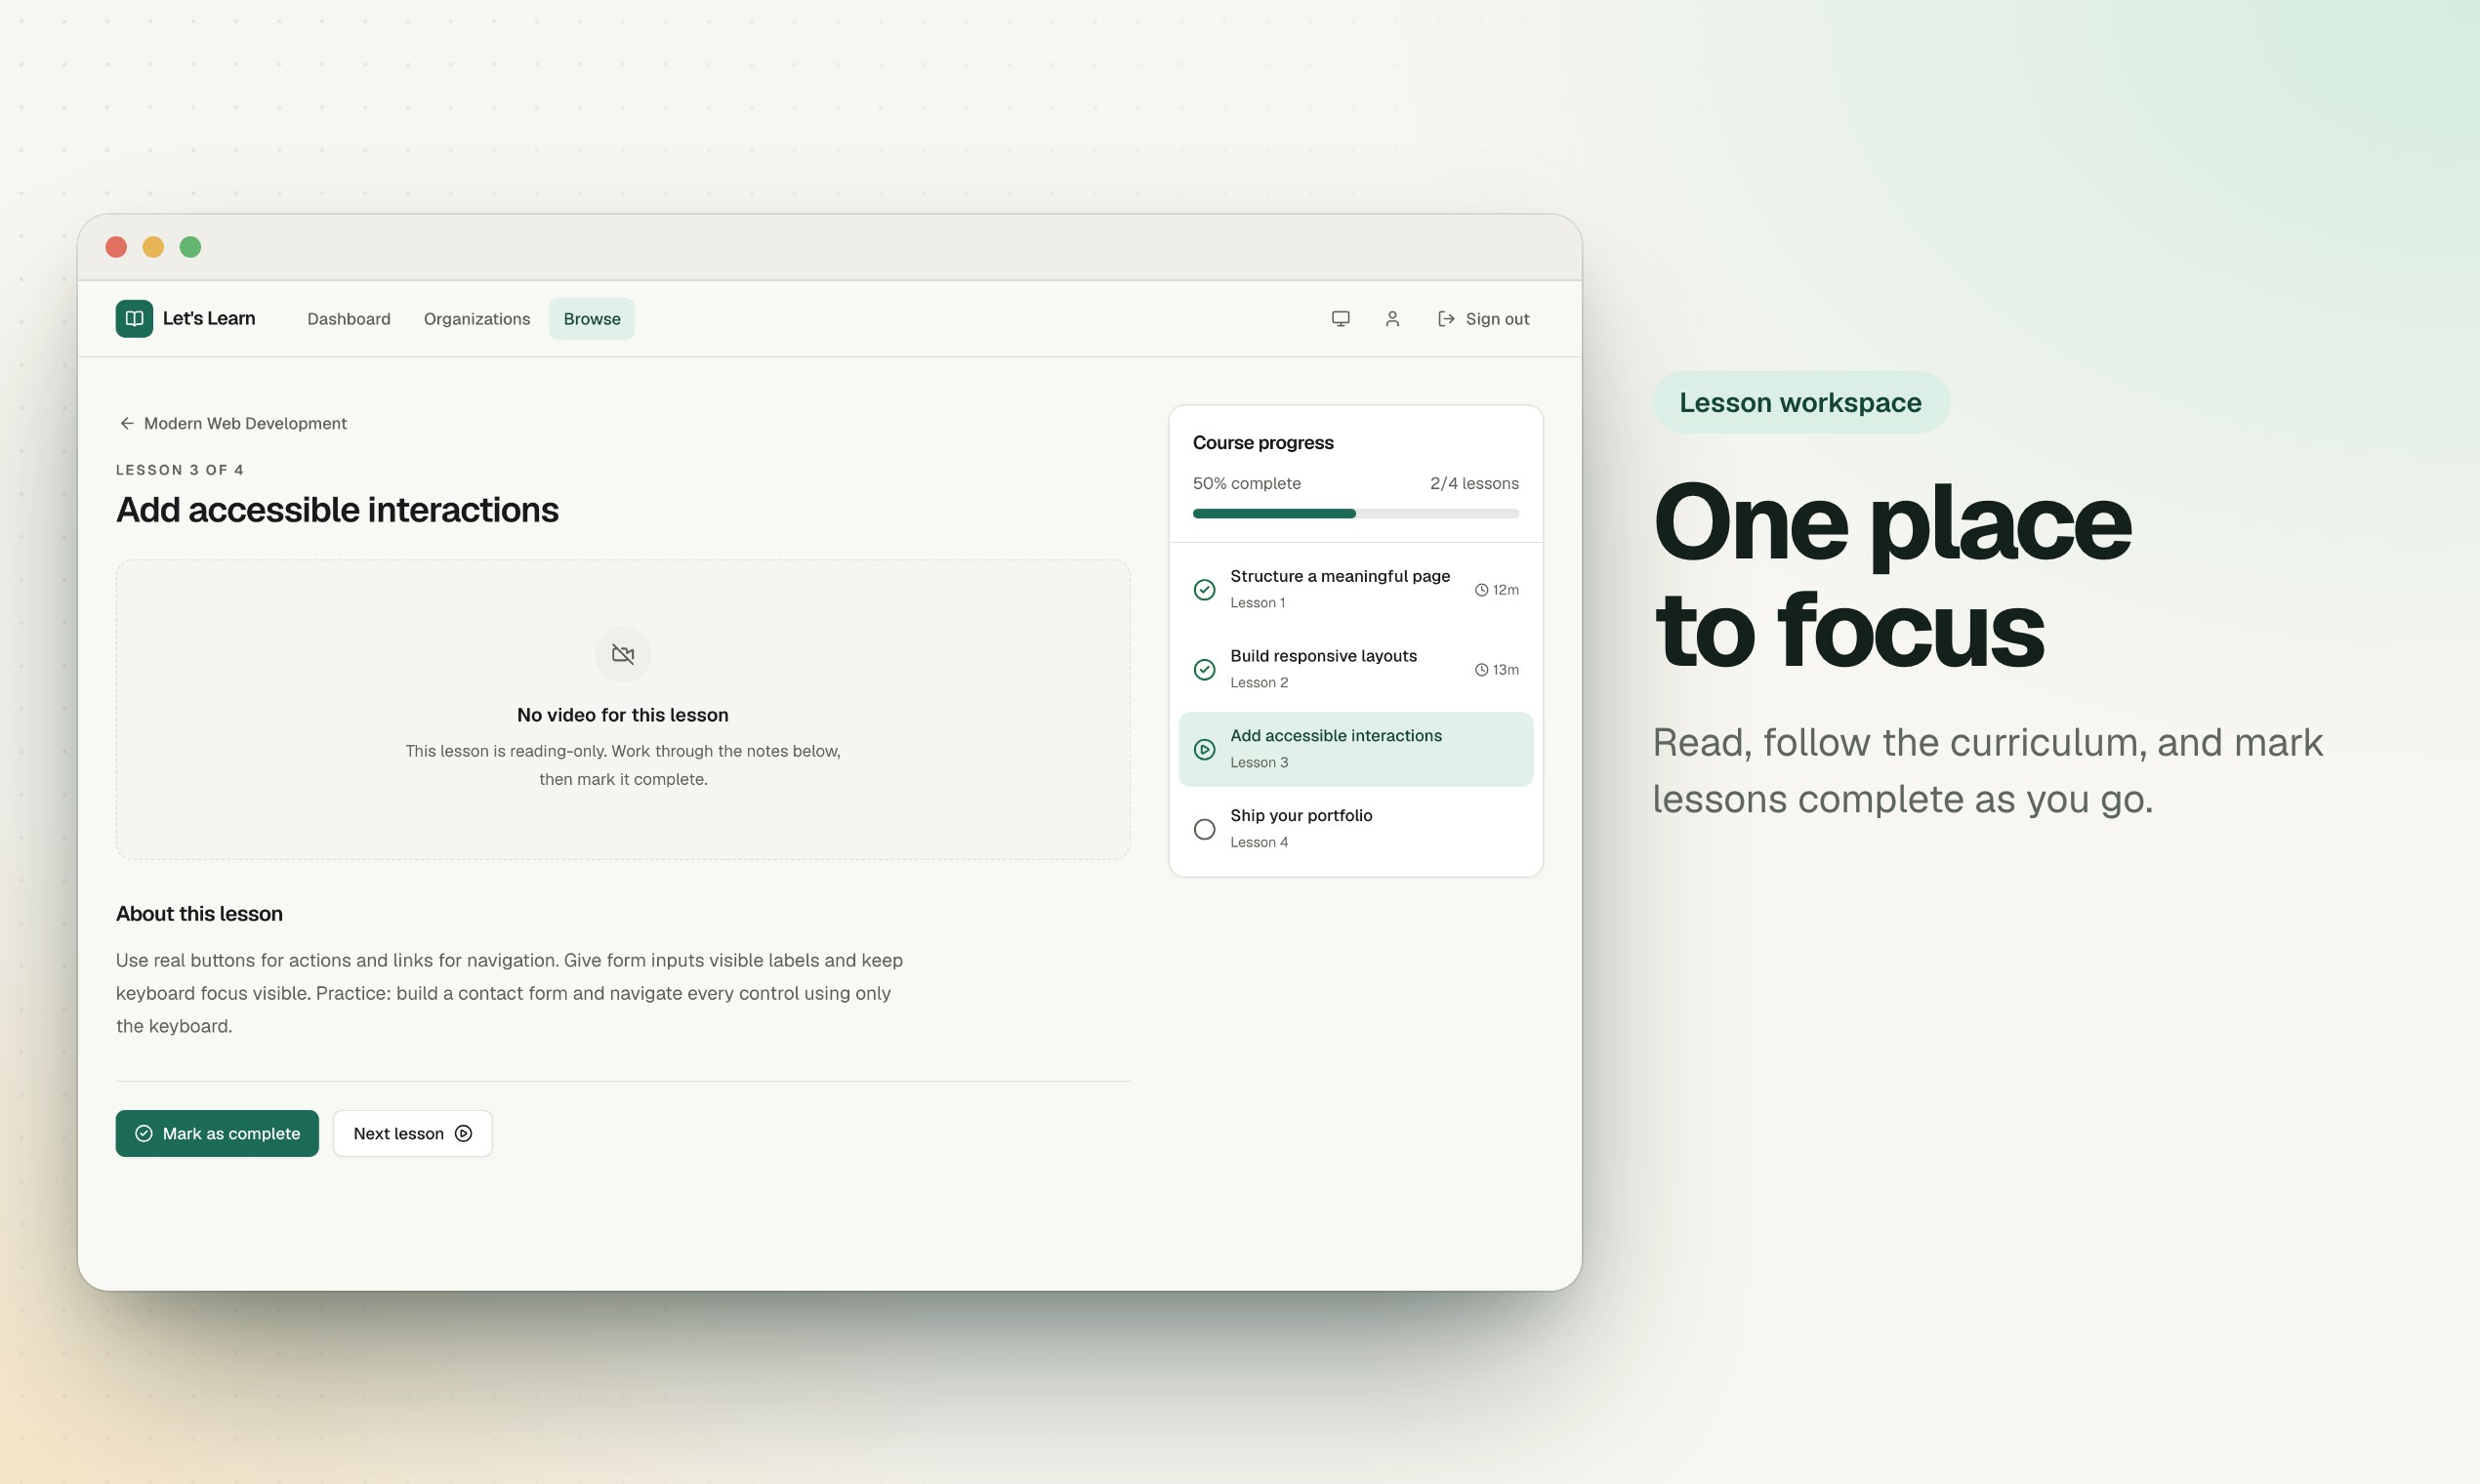 Let's Learn
Dashboard
Organizations
Browse
Sign out
Modern Web Development
LESSON 3 OF 4
Add accessible interactions
No video for this lesson
This lesson is reading-only. Work through the notes below,
then mark it complete.
About this lesson
Use real buttons for actions and links for navigation. Give form inputs visible labels and keep
keyboard focus visible. Practice: build a contact form and navigate every control using only
the keyboard.
Mark as complete
Next lesson
Course progress
50% complete
2/4 lessons
Structure a meaningful page
Lesson 1
12m
Build responsive layouts
Lesson 2
13m
Add accessible interactions
Lesson 3
Ship your portfolio
Lesson 4
Lesson workspace
One place
to focus
Read, follow the curriculum, and mark
lessons complete as you go.